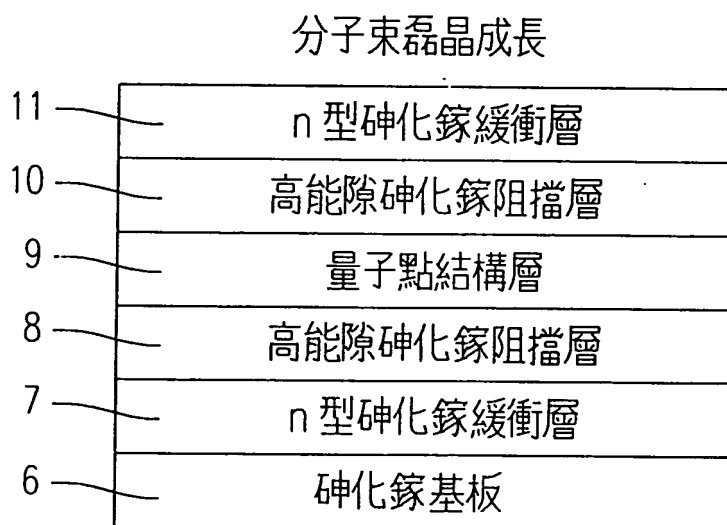 分子束磊晶成長
11 n型砷化鎵緩衝層
10 高能隙砷化鎵阻擋層
9 量子點結構層
8 高能隙砷化鎵阻擋層
7 n型砷化鎵緩衝層
6 砷化鎵基板